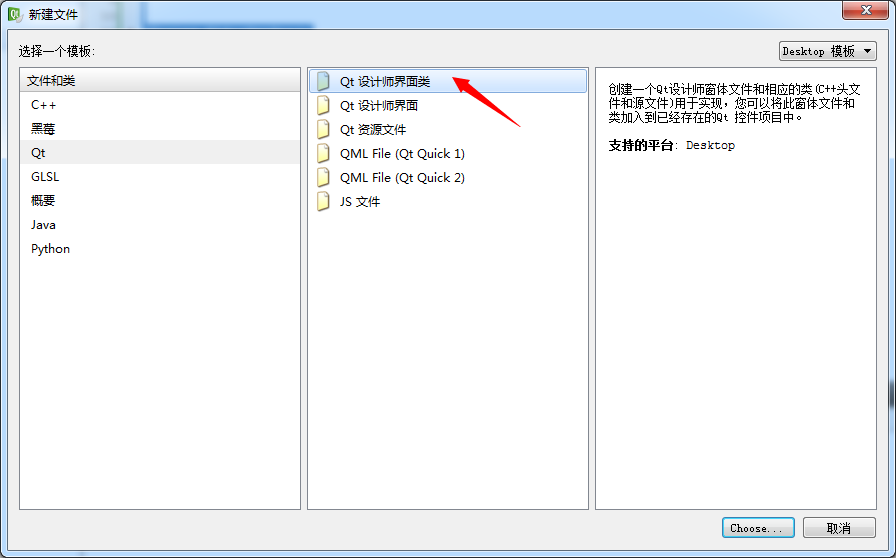 新建文件
选择一个模板:
Desktop 模板
文件和类
C++
黑莓
Qt
GLSL
概要
Java
Python
Qt 设计师界面类
Qt 设计师界面
Qt 资源文件
QML File (Qt Quick 1)
QML File (Qt Quick 2)
JS 文件
创建一个Qt设计师窗体文件和相应的类(C++头
文件和源文件)用于实现，您可以将此窗体文件和
类加入到已经存在的Qt 控件项目中。
支持的平台: Desktop
Choose...
取消